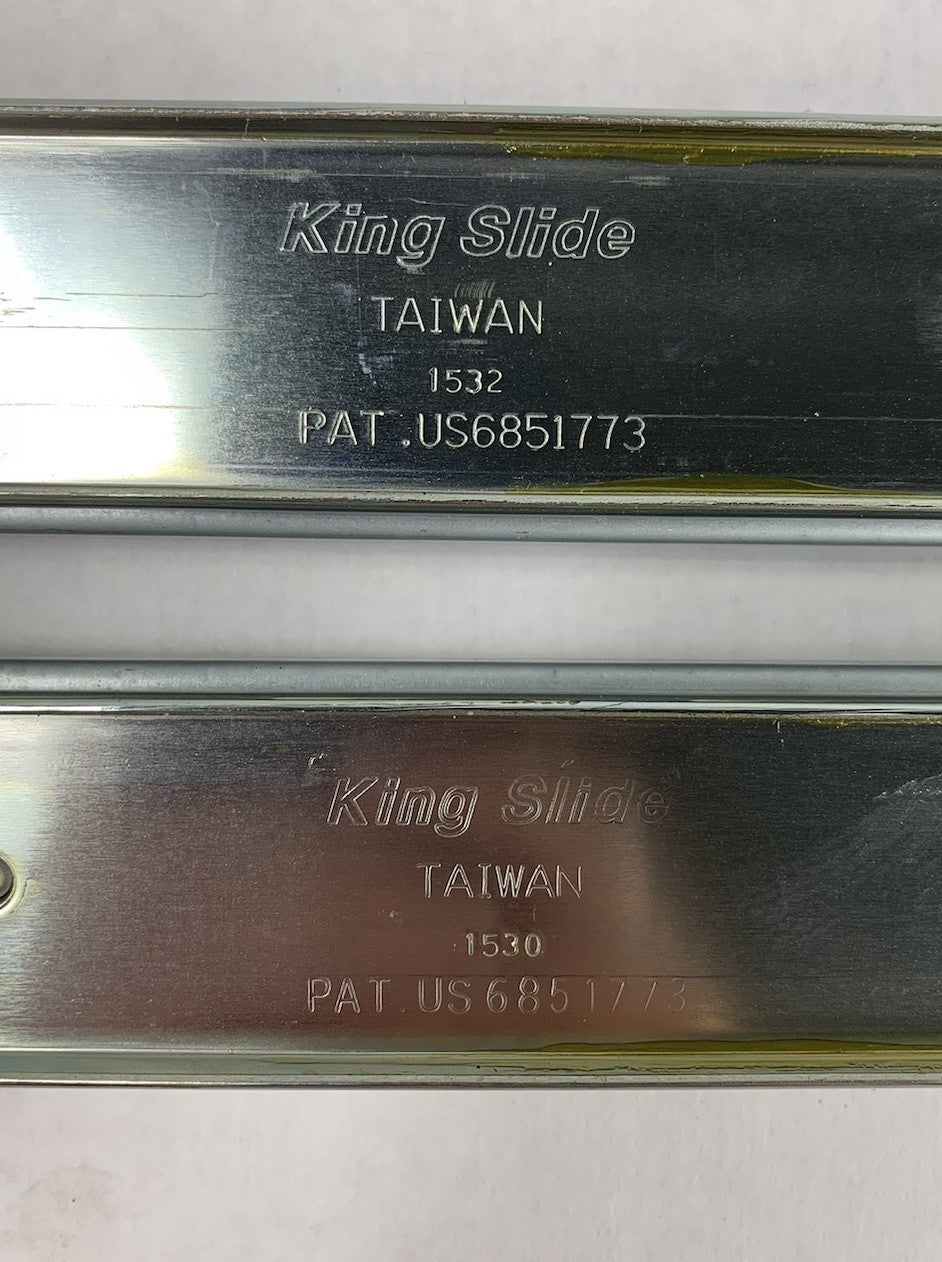 King Slide
TAIWAN
1532
PAT.US6851773
King Slide
TAIWAN
1530
PAT.US6851773